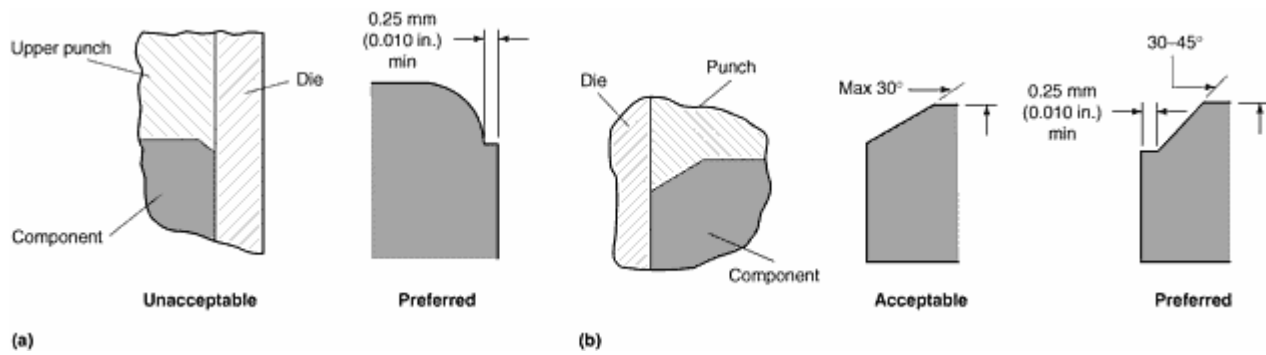 Upper punch
Die
Component
Unacceptable
0.25 mm
(0.010 in.)
min
Preferred
(a)
Die
Punch
Component
Max 30°
Acceptable
30–45°
0.25 mm
(0.010 in.)
min
Preferred
(b)